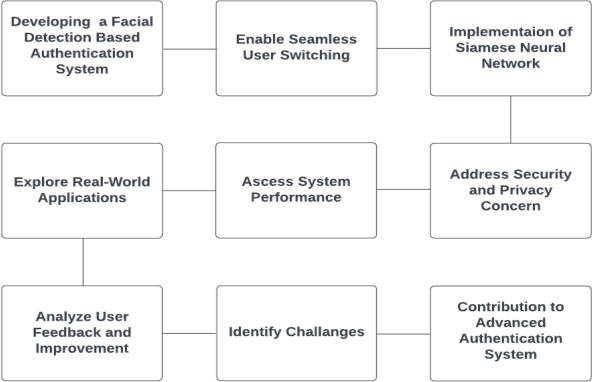 Developing a Facial
Detection Based
Authentication
System
Enable Seamless
User Switching
Implementaion of
Siamese Neural
Network
Explore Real-World
Applications
Ascess System
Performance
Address Security
and Privacy
Concern
Analyze User
Feedback and
Improvement
Identify Challanges
Contribution to
Advanced
Authentication
System